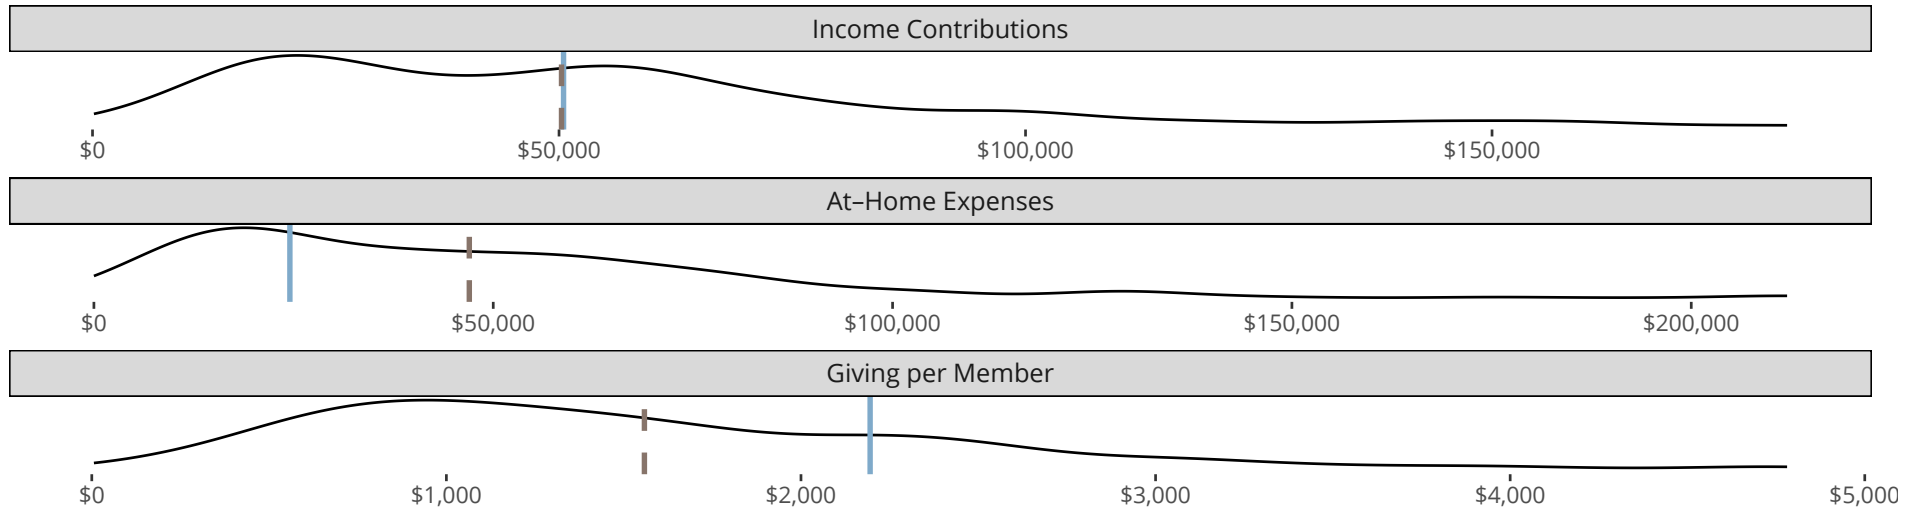 Income Contributions
$0 $50,000 $100,000 $150,000
At–Home Expenses
$0 $50,000 $100,000 $150,000 $200,000
Giving per Member
$0 $1,000 $2,000 $3,000 $4,000 $5,000